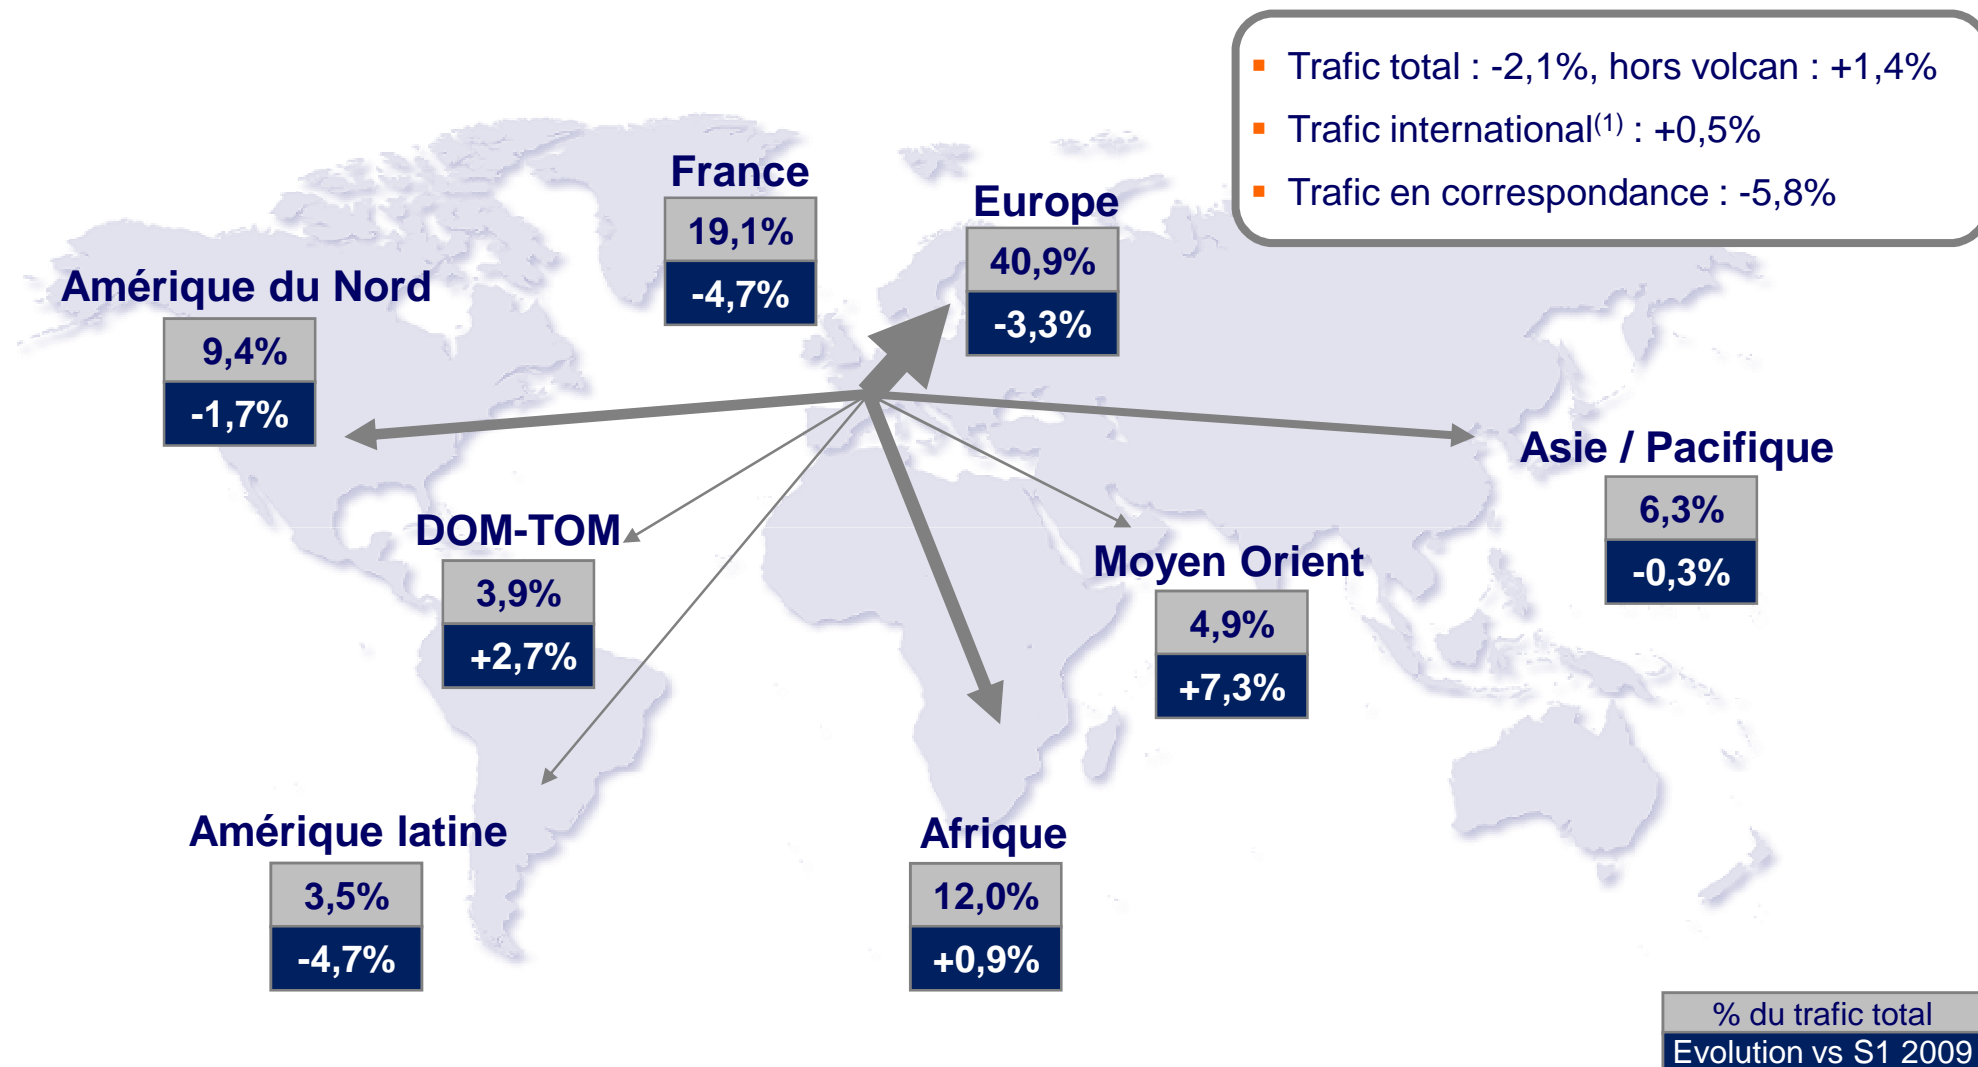 Trafic total : -2,1%, hors volcan : +1,4%
Trafic international(1) : +0,5%
Trafic en correspondance : -5,8%
France
19,1%
-4,7%
Europe
40,9%
-3,3%
Amérique du Nord
9,4%
-1,7%
Asie / Pacifique
6,3%
-0,3%
DOM-TOM
3,9%
+2,7%
Moyen Orient
4,9%
+7,3%
Amérique latine
3,5%
-4,7%
Afrique
12,0%
+0,9%
% du trafic total
Evolution vs S1 2009